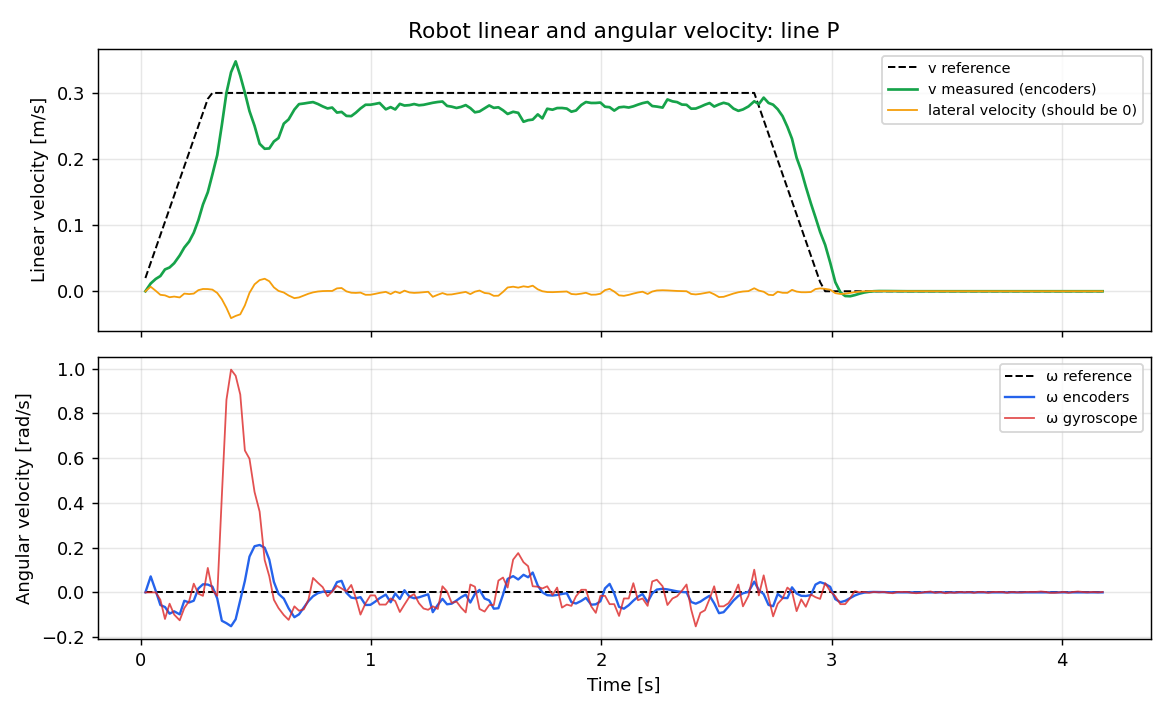 Robot linear and angular velocity: line P
Linear velocity [m/s]
0.3
0.2
0.1
0.0
v reference
v measured (encoders)
lateral velocity (should be 0)
Angular velocity [rad/s]
1.0
0.8
0.6
0.4
0.2
0.0
−0.2
ω reference
ω encoders
ω gyroscope
0 1 2 3 4
Time [s]